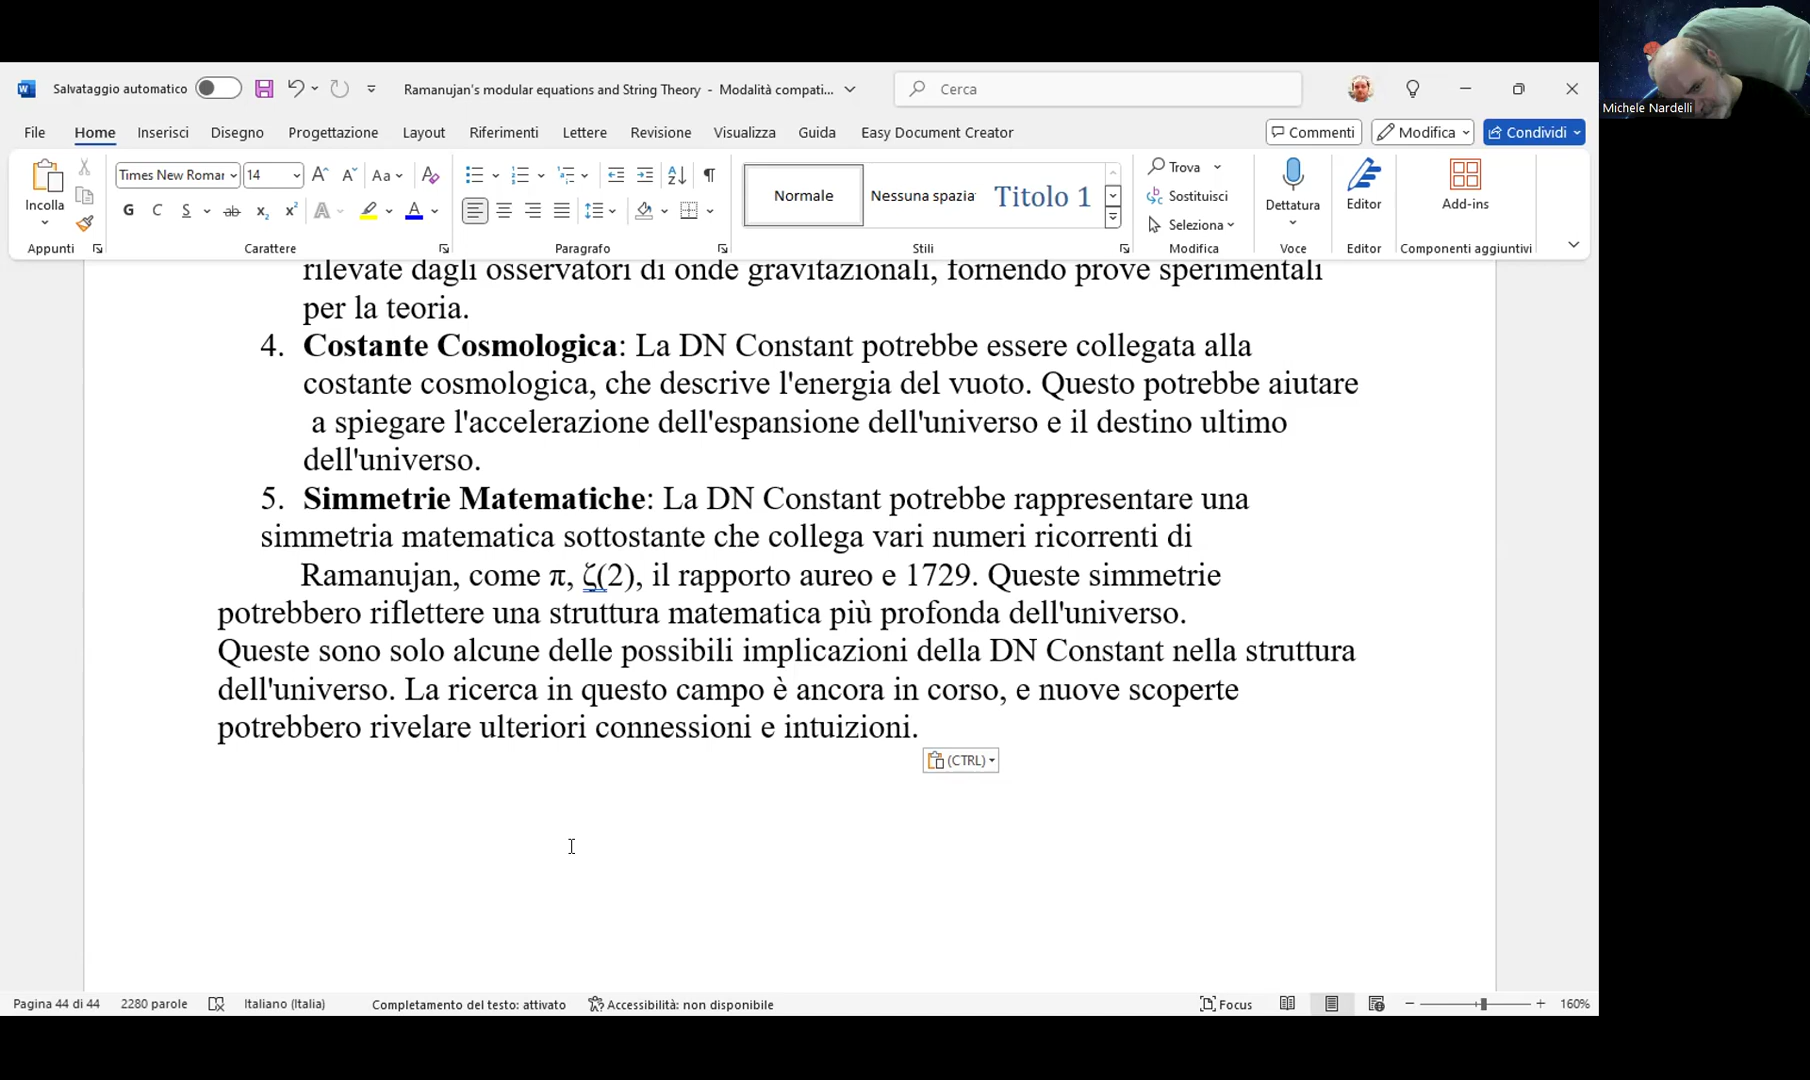 Michele Nardelli
Salvataggio automatico
Ramanujan's modular equations and String Theory - Modalità compati...
Cerca
File Home Inserisci Disegno Progettazione Layout Riferimenti Lettere Revisione Visualizza Guida Easy Document Creator
Commenti Modifica Condividi
Incolla
Times New Romar 14
Normale Nessuna spazia Titolo 1
Trova
Sostituisci
Seleziona
Dettatura Editor Add-ins
Appunti Carattere Paragrafo Stili Modifica Voce Editor Componenti aggiuntivi
rilevate dagli osservatori di onde gravitazionali, fornendo prove sperimentali
per la teoria.
4. Costante Cosmologica: La DN Constant potrebbe essere collegata alla
costante cosmologica, che descrive l'energia del vuoto. Questo potrebbe aiutare
a spiegare l'accelerazione dell'espansione dell'universo e il destino ultimo
dell'universo.
5. Simmetrie Matematiche: La DN Constant potrebbe rappresentare una
simmetria matematica sottostante che collega vari numeri ricorrenti di
Ramanujan, come π, ζ(2), il rapporto aureo e 1729. Queste simmetrie
potrebbero riflettere una struttura matematica più profonda dell'universo.
Queste sono solo alcune delle possibili implicazioni della DN Constant nella struttura
dell'universo. La ricerca in questo campo è ancora in corso, e nuove scoperte
potrebbero rivelare ulteriori connessioni e intuizioni.
(CTRL)
Pagina 44 di 44 2280 parole Italiano (Italia) Completamento del testo: attivato Accessibilità: non disponibile Focus 160%